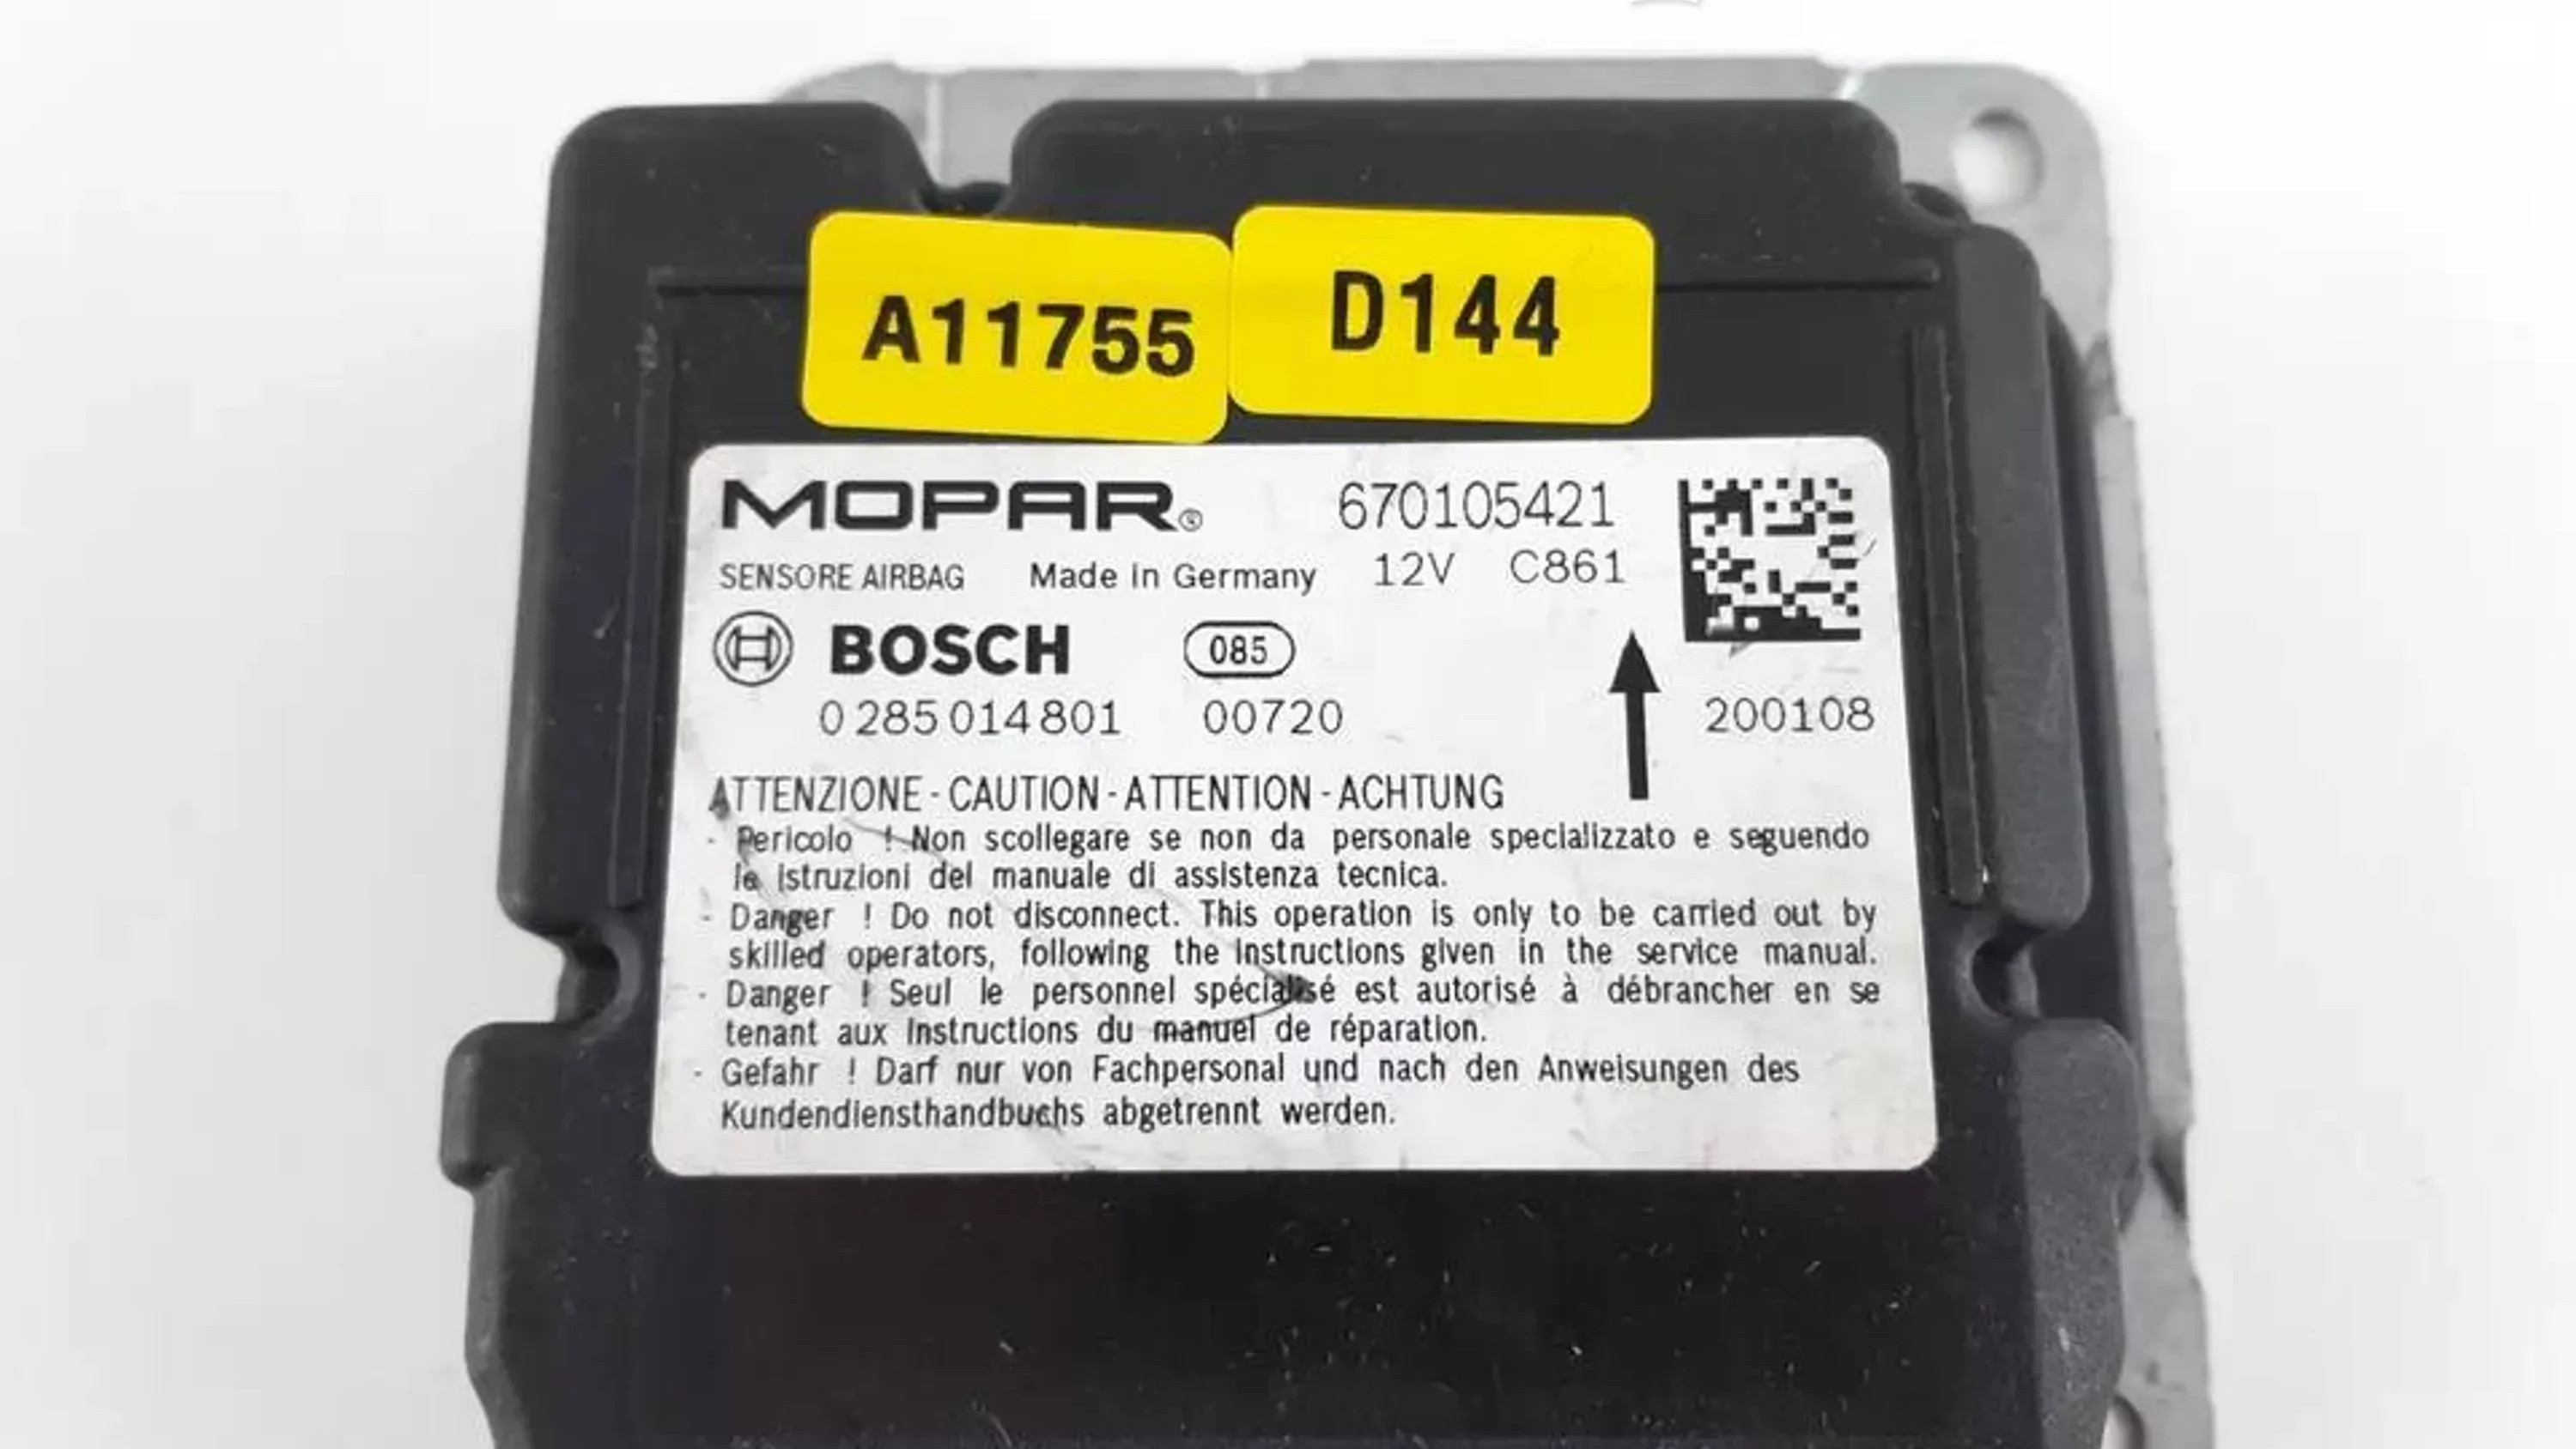 A11755 D144
MOPAR® 670105421
SENSORE AIRBAG Made in Germany 12V C861
BOSCH 085
0 285 014 801 00720 200108
ATTENZIONE - CAUTION - ATTENTION - ACHTUNG
- Pericolo ! Non scollegare se non da personale specializzato e seguendo
le istruzioni del manuale di assistenza tecnica.
- Danger ! Do not disconnect. This operation is only to be carried out by
skilled operators, following the instructions given in the service manual.
- Danger ! Seul le personnel spécialisé est autorisé à débrancher en se
tenant aux instructions du manuel de réparation.
- Gefahr ! Darf nur von Fachpersonal und nach den Anweisungen des
Kundendiensthandbuchs abgetrennt werden.